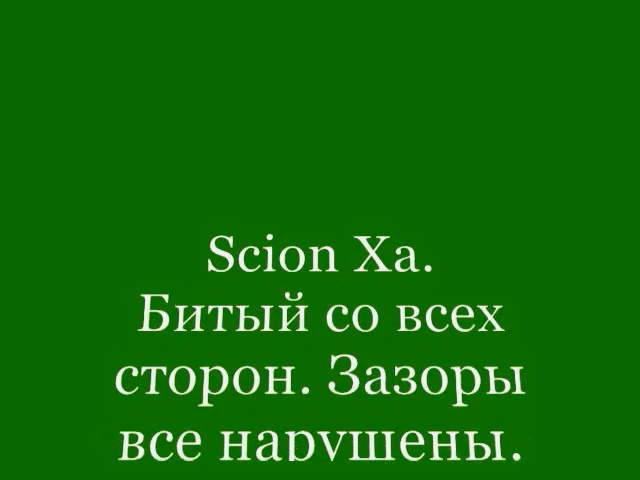 Scion Xa.
Битый со всех
сторон. Зазоры
все нарушены.